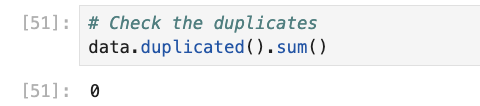 [51]: # Check the duplicates
data.duplicated().sum()
[51]: 0